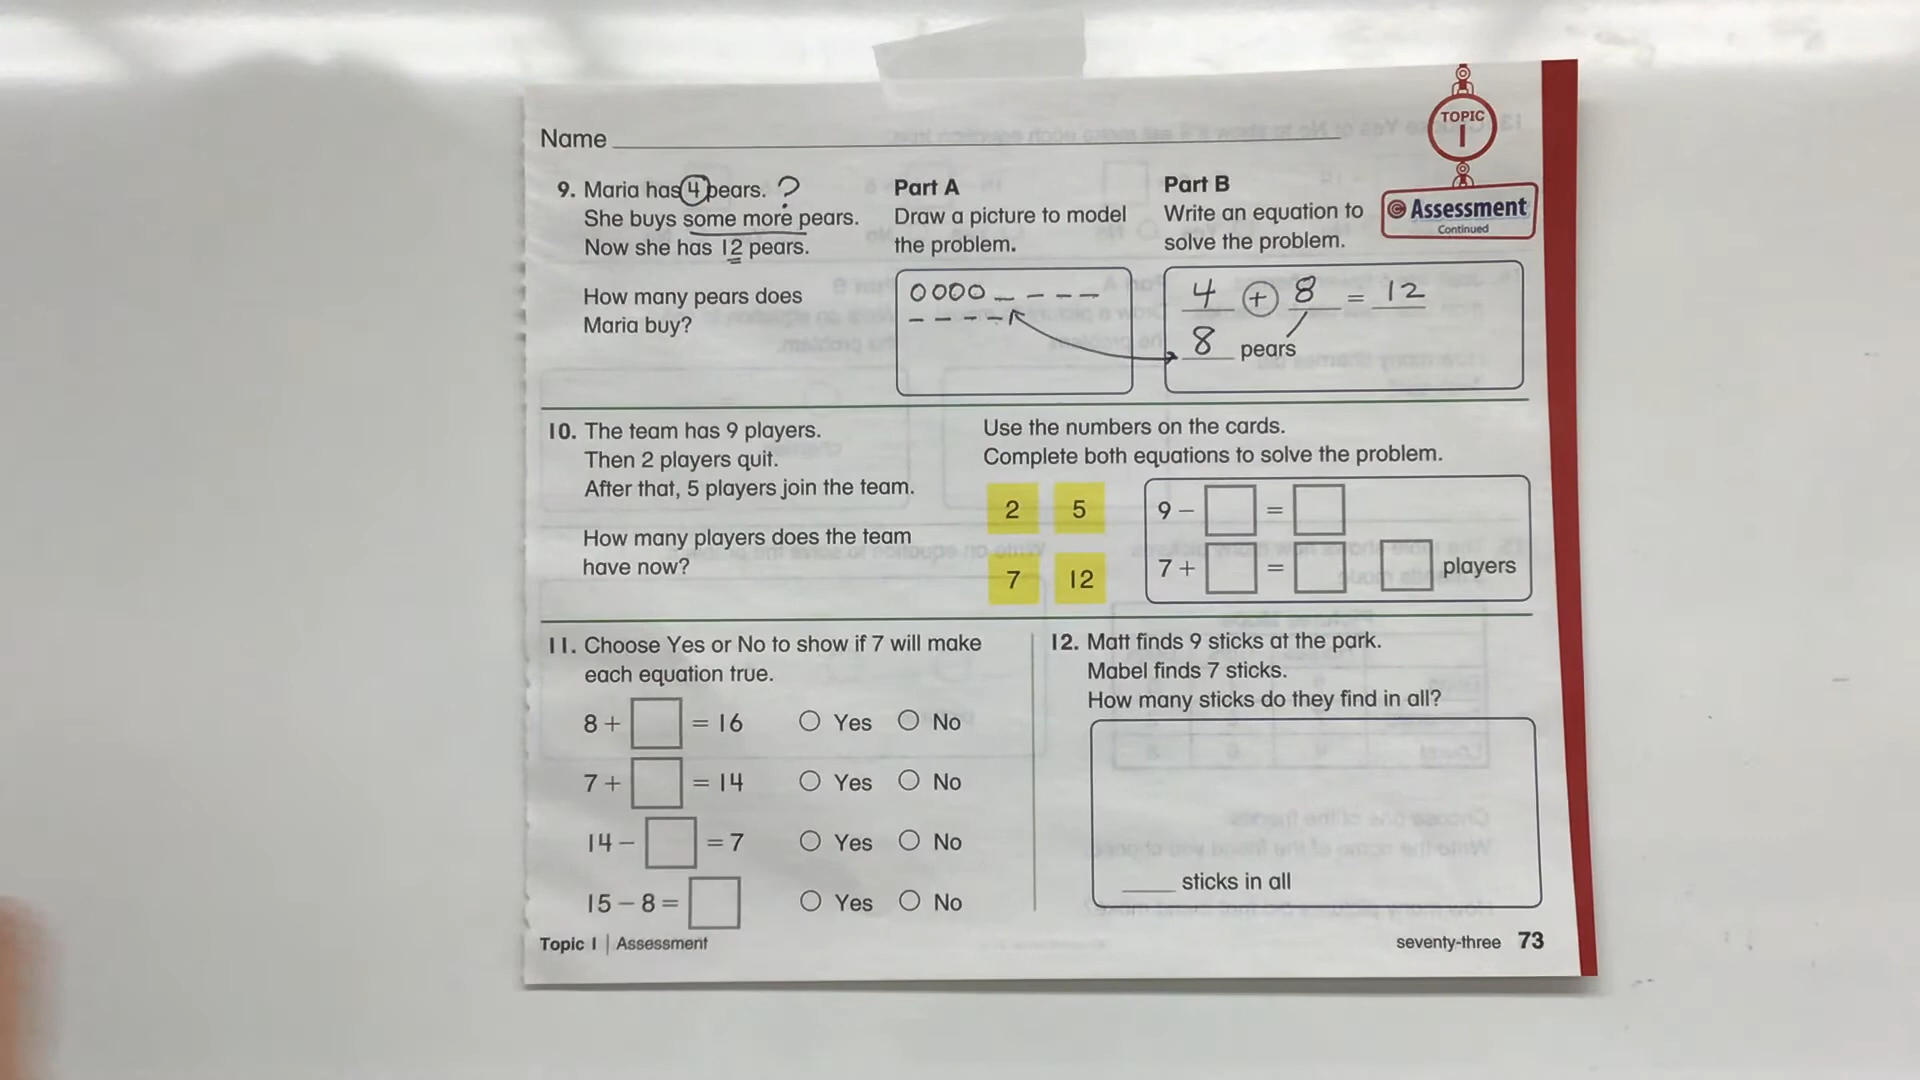 Name
TOPIC
1
Assessment
Continued
9. Maria has 4 pears. ?
She buys some more pears.
Now she has 12 pears.
How many pears does
Maria buy?
Part A
Draw a picture to model
the problem.
Part B
Write an equation to
solve the problem.
4 + 8 = 12
8 pears
10. The team has 9 players.
Then 2 players quit.
After that, 5 players join the team.
How many players does the team
have now?
Use the numbers on the cards.
Complete both equations to solve the problem.
2 5
7 12
9 − =
7 + = players
11. Choose Yes or No to show if 7 will make
each equation true.
8 + = 16 Yes No
7 + = 14 Yes No
14 − = 7 Yes No
15 − 8 = Yes No
12. Matt finds 9 sticks at the park.
Mabel finds 7 sticks.
How many sticks do they find in all?
sticks in all
Topic 1 | Assessment
seventy-three 73